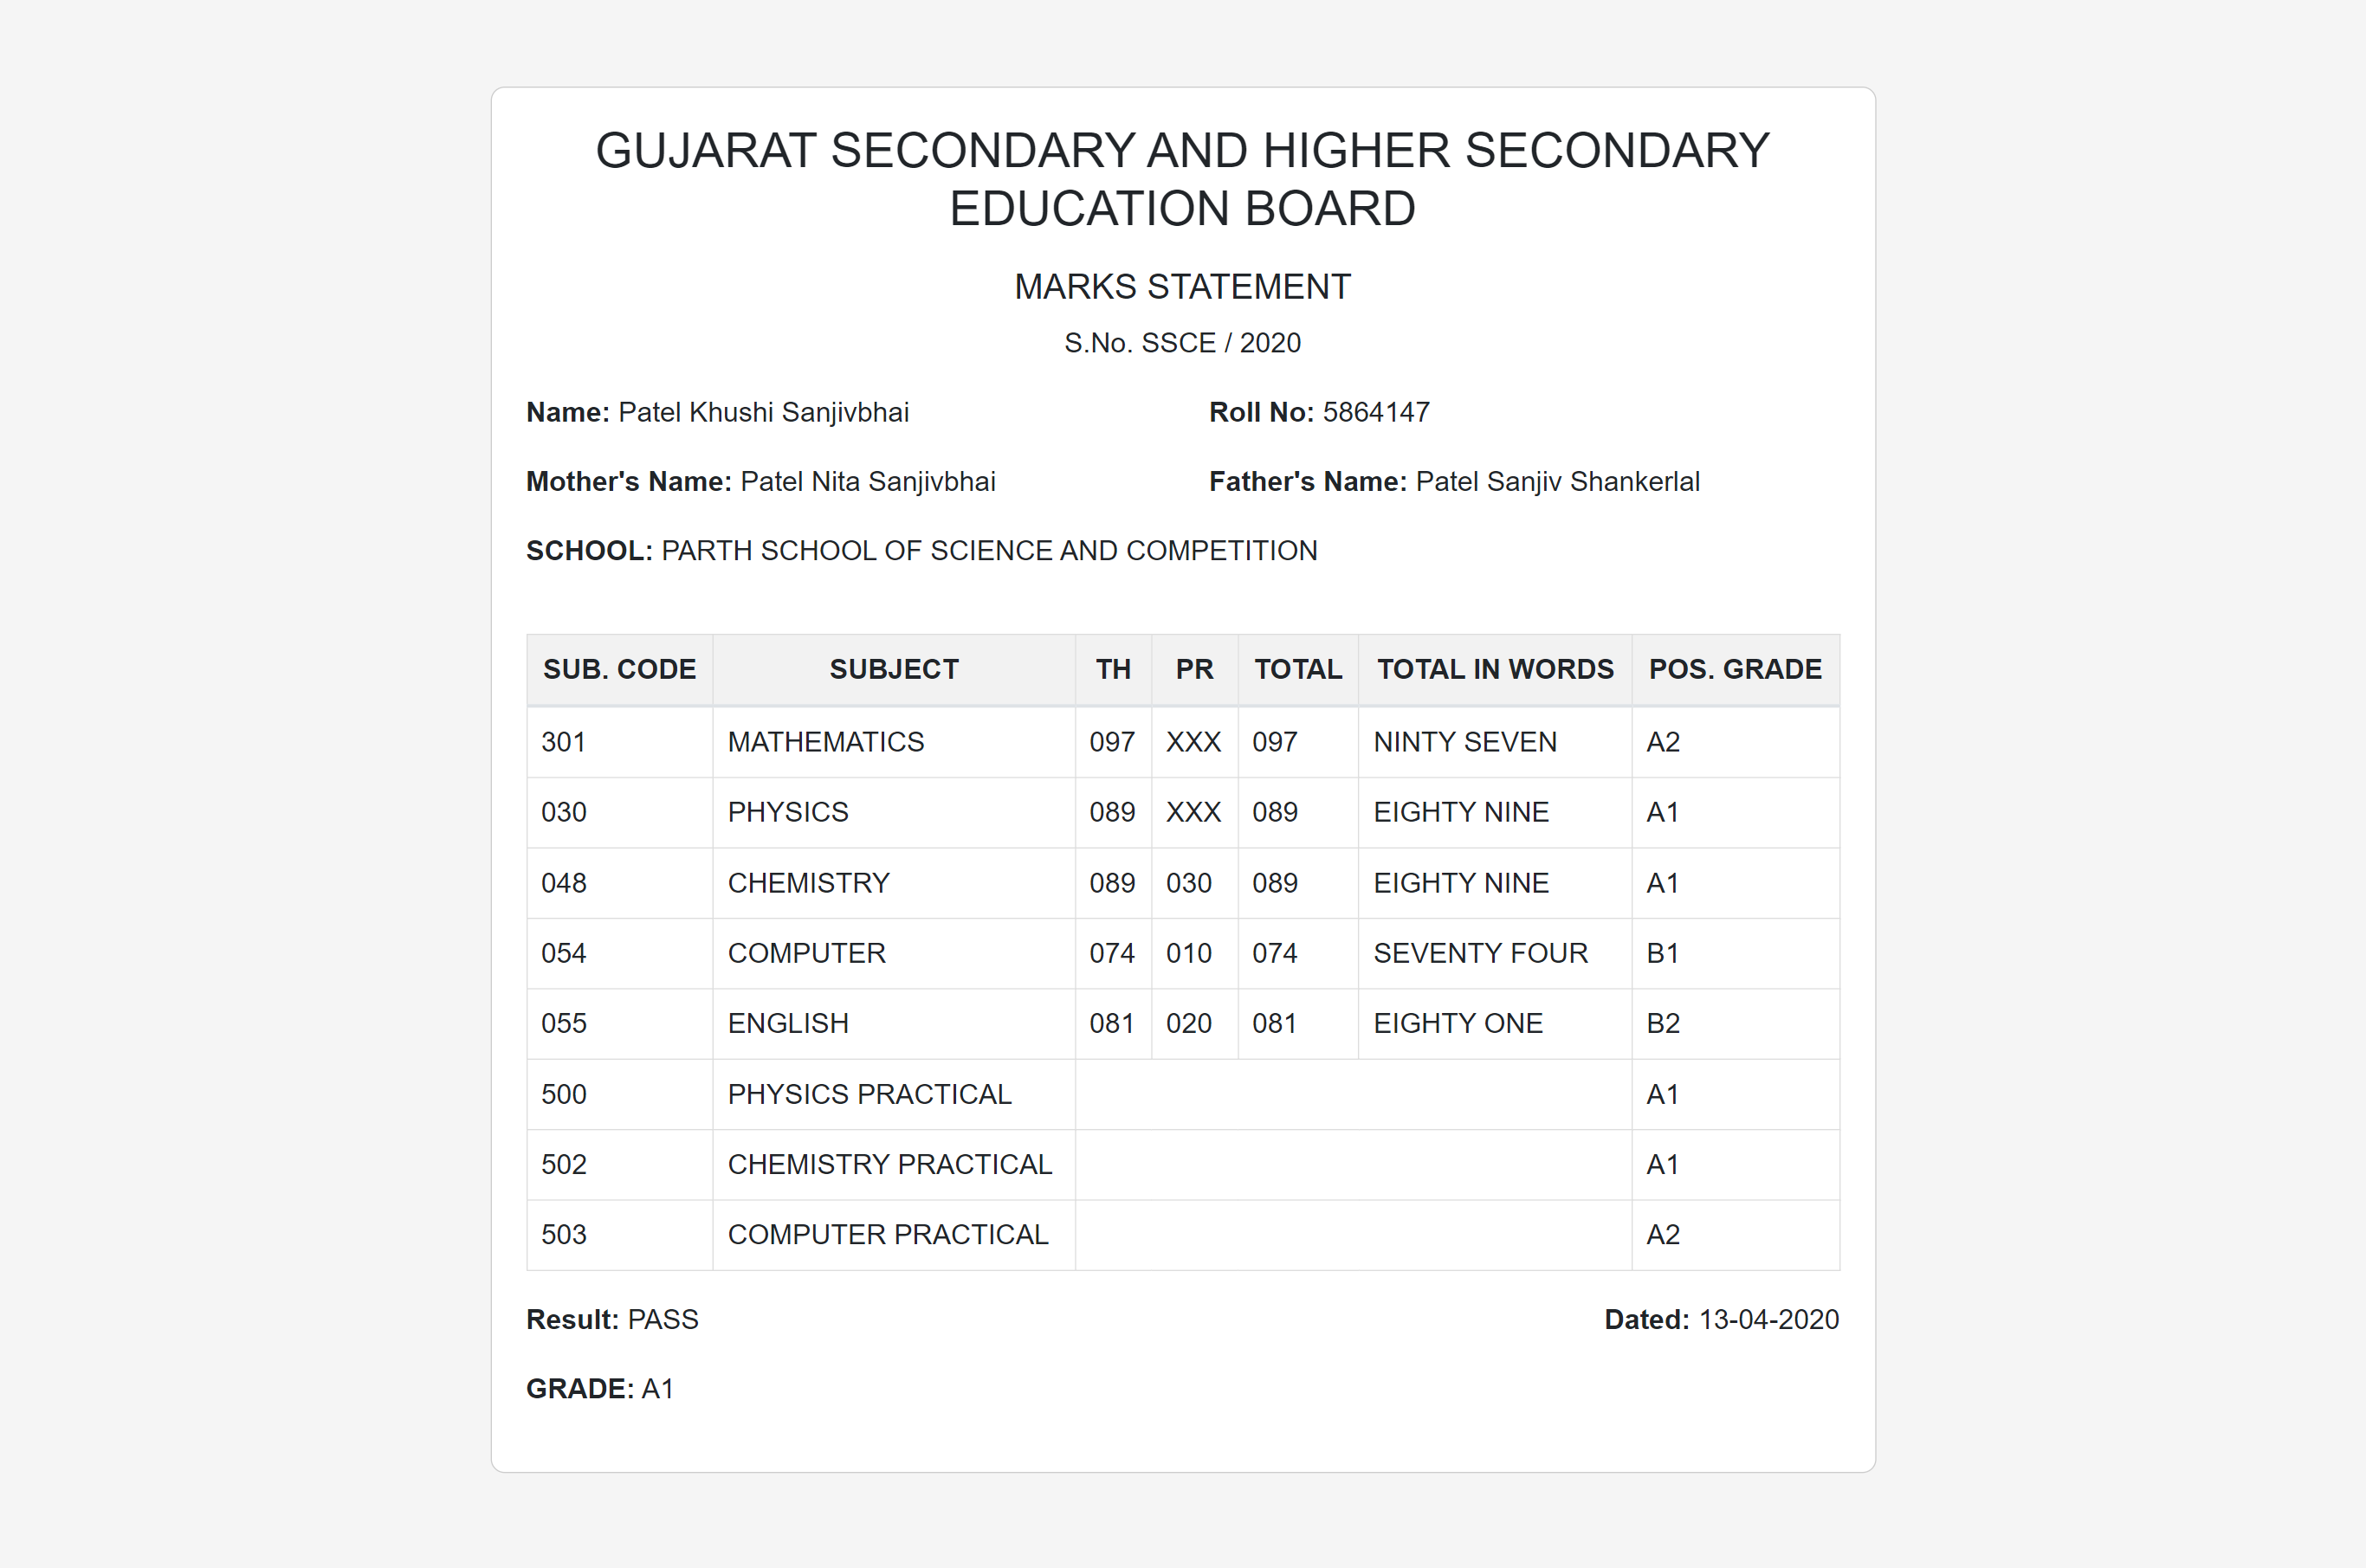 GUJARAT SECONDARY AND HIGHER SECONDARY
EDUCATION BOARD
MARKS STATEMENT
S.No. SSCE / 2020
Name: Patel Khushi Sanjivbhai Roll No: 5864147
Mother's Name: Patel Nita Sanjivbhai Father's Name: Patel Sanjiv Shankerlal
SCHOOL: PARTH SCHOOL OF SCIENCE AND COMPETITION
SUB. CODE SUBJECT TH PR TOTAL TOTAL IN WORDS POS. GRADE
301 MATHEMATICS 097 XXX 097 NINTY SEVEN A2
030 PHYSICS 089 XXX 089 EIGHTY NINE A1
048 CHEMISTRY 089 030 089 EIGHTY NINE A1
054 COMPUTER 074 010 074 SEVENTY FOUR B1
055 ENGLISH 081 020 081 EIGHTY ONE B2
500 PHYSICS PRACTICAL A1
502 CHEMISTRY PRACTICAL A1
503 COMPUTER PRACTICAL A2
Result: PASS Dated: 13-04-2020
GRADE: A1